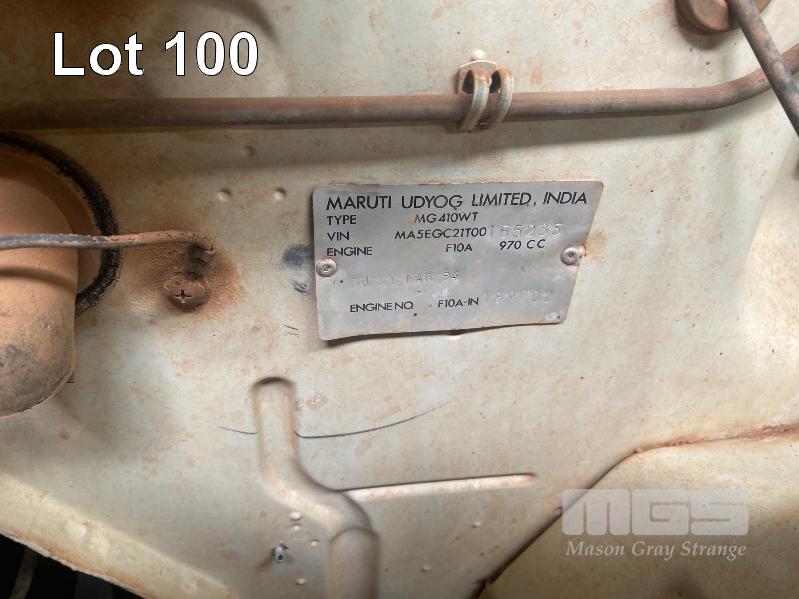 Lot 100
MARUTI UDYOG LIMITED, INDIA
TYPE MG410WT
VIN MA5EGC21T00155235
ENGINE F10A 970 CC
MAR 94
ENGINE NO. F10A-IN
MGS
Mason Gray Strange